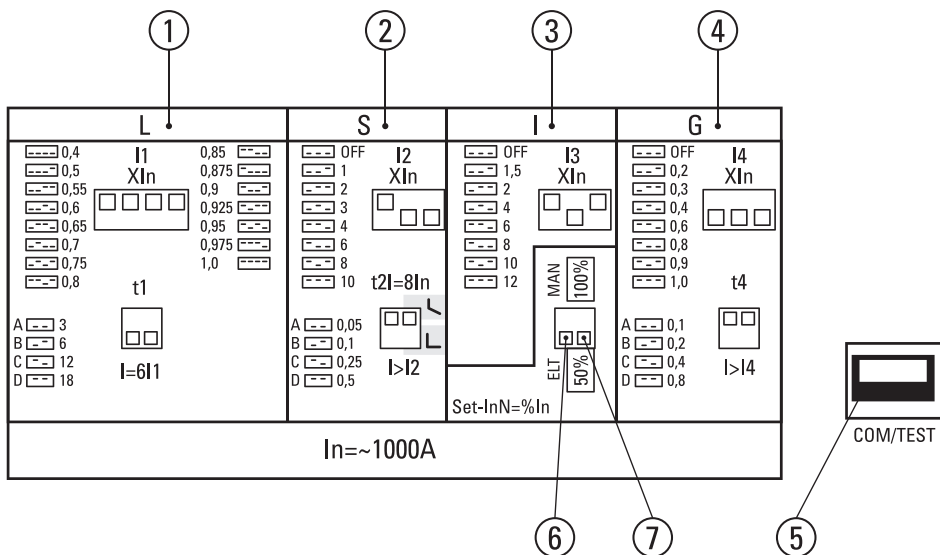 1
2
3
4
L
S
I
G
0,4
0,5
0,55
0,6
0,65
0,7
0,75
0,8
I1
XIn
0,85
0,875
0,9
0,925
0,95
0,975
1,0
t1
A 3
B 6
C 12
D 18
I=6I1
OFF
1
2
3
4
6
8
10
I2
XIn
t2I=8In
A 0,05
B 0,1
C 0,25
D 0,5
I>I2
OFF
1,5
2
4
6
8
10
12
I3
XIn
MAN
100%
ELT
50%
Set-InN=%In
OFF
0,2
0,3
0,4
0,6
0,8
0,9
1,0
I4
XIn
t4
A 0,1
B 0,2
C 0,4
D 0,8
I>I4
In=~1000A
COM/TEST
6
7
5